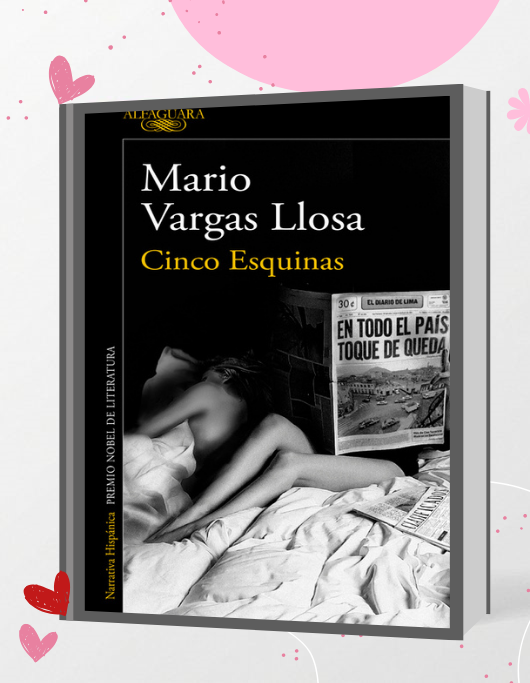 ALFAGUARA
Mario
Vargas Llosa
Cinco Esquinas
30¢
EL DIARIO DE LIMA
EN TODO EL PAÍS
TOQUE DE QUEDA
Narrativa Hispánica PREMIO NOBEL DE LITERATURA